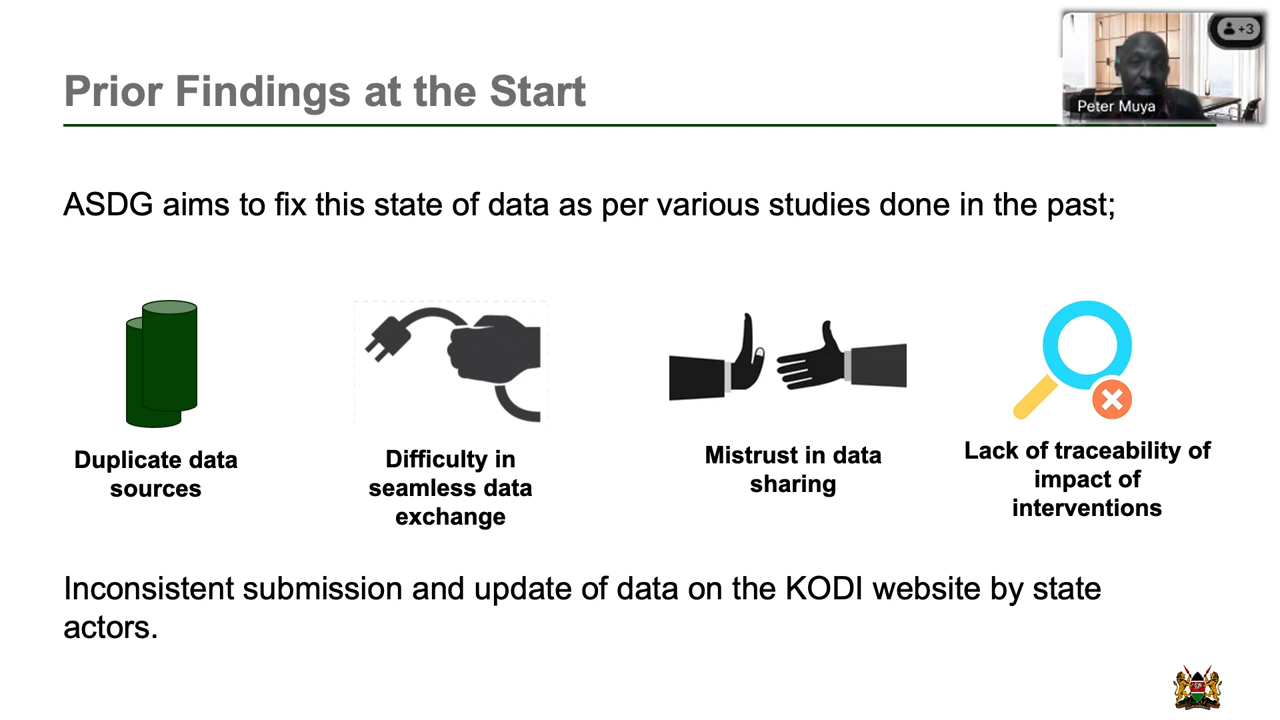 +3
Peter Muya
Prior Findings at the Start
ASDG aims to fix this state of data as per various studies done in the past;
Duplicate data
sources
Difficulty in
seamless data
exchange
Mistrust in data
sharing
Lack of traceability of
impact of
interventions
Inconsistent submission and update of data on the KODI website by state
actors.